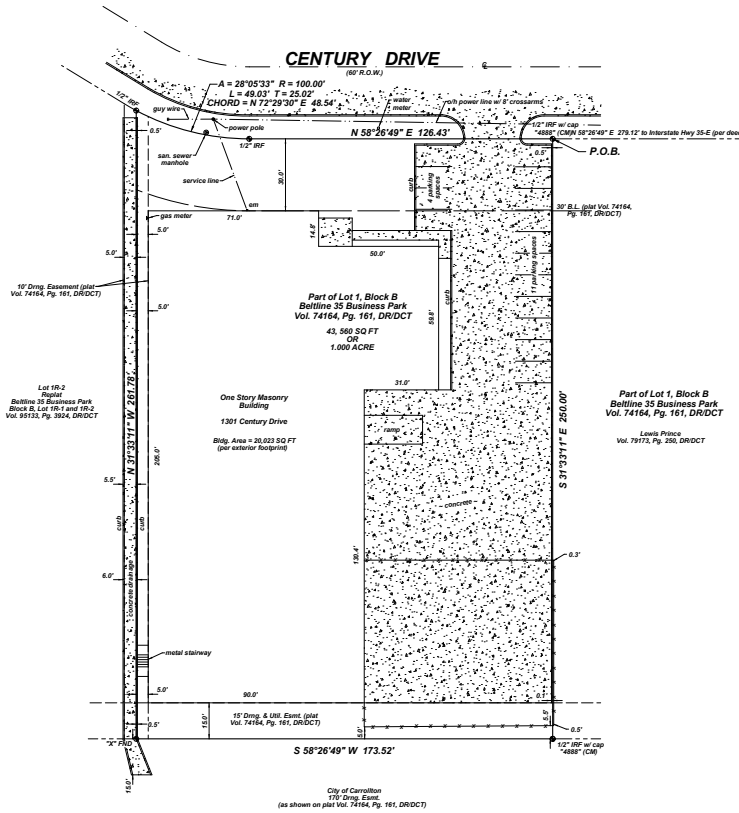 CENTURY DRIVE
(60' R.O.W.)
A = 28°05'33" R = 100.00'
L = 49.03' T = 25.02'
CHORD = N 72°29'30" E 48.54'
1/2" IRF
guy wire
power pole
water
meter
o/h power line w/ 8' crossarms
N 58°26'49" E 126.43'
1/2" IRF w/ cap
"4888" (CM)
N 58°26'49" E 279.12' to Interstate Hwy 35-E (per deed
P.O.B.
0.5'
0.5'
san. sewer
manhole
1/2" IRF
service line
30.0'
curb
4 parking
spaces
30' B.L. (plat Vol. 74164,
Pg. 161, DR/DCT)
gas meter
em
71.0'
14.8'
5.0'
5.0'
50.0'
11 parking spaces
10' Drng. Easement (plat
Vol. 74164, Pg. 161, DR/DCT)
5.0'
Part of Lot 1, Block B
Beltline 35 Business Park
Vol. 74164, Pg. 161, DR/DCT
43,560 SQ FT
OR
1.000 ACRE
59.8'
curb
31.0'
Lot 1R-2
Replat
Beltline 35 Business Park
Block B, Lot 1R-1 and 1R-2
Vol. 95133, Pg. 3924, DR/DCT
N 31°33'11" W 261.78'
205.0'
One Story Masonry
Building
1301 Century Drive
Bldg. Area = 20,023 SQ FT
(per exterior footprint)
ramp
S 31°33'11" E 250.00'
Part of Lot 1, Block B
Beltline 35 Business Park
Vol. 74164, Pg. 161, DR/DCT
Lewis Prince
Vol. 79173, Pg. 250, DR/DCT
5.5'
curb
curb
concrete
130.4'
0.3'
6.0'
concrete drainage
metal stairway
5.0'
90.0'
0.1'
15.0'
15' Drng. & Util. Esmt. (plat
Vol. 74164, Pg. 161, DR/DCT)
5.0'
5.5'
0.5'
0.5'
"X" FND
S 58°26'49" W 173.52'
1/2" IRF w/ cap
"4888" (CM)
15.0'
City of Carrollton
170' Drng. Esmt.
(as shown on plat Vol. 74164, Pg. 161, DR/DCT)